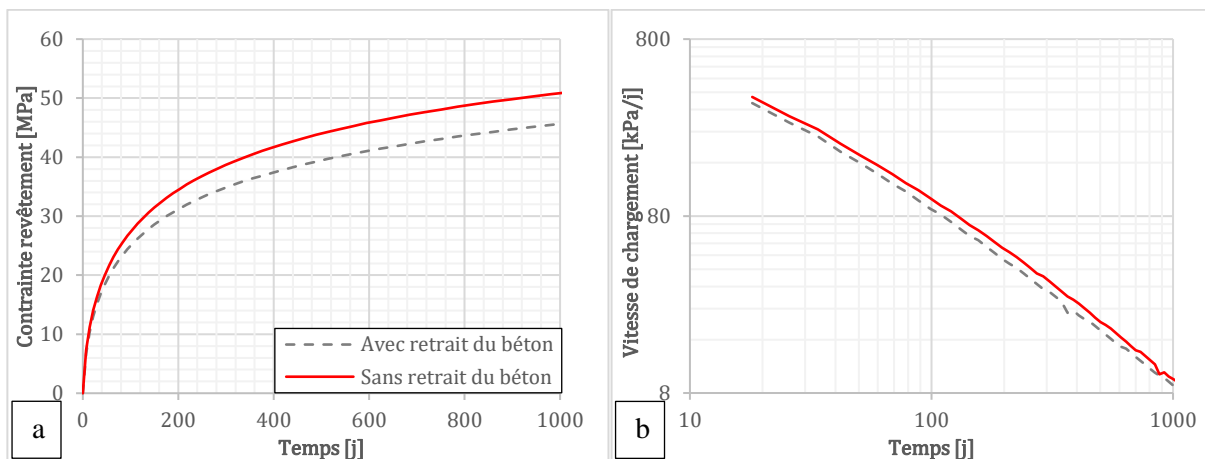 60
50
40
30
20
10
0
Contrainte revêtement [MPa]
0 200 400 600 800 1000
Temps [j]
Avec retrait du béton
Sans retrait du béton
a
800
80
8
Vitesse de chargement [kPa/j]
10 100 1000
Temps [j]
b